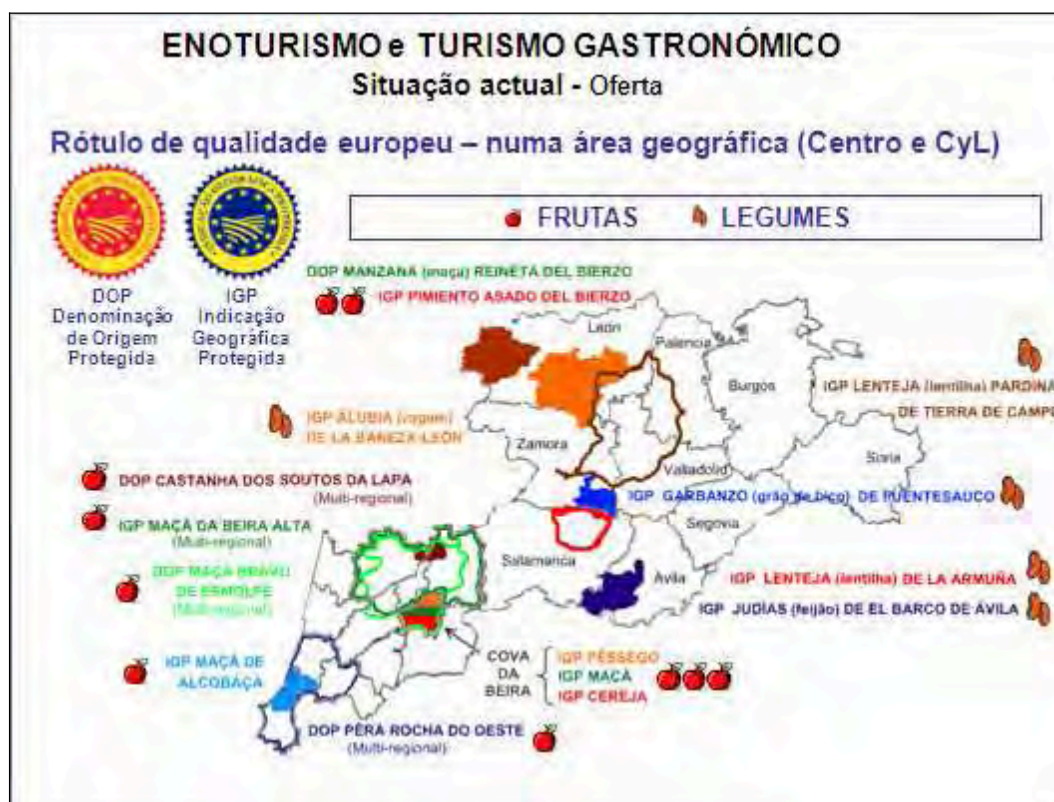 ENOTURISMO e TURISMO GASTRONÓMICO
Situação actual - Oferta
Rótulo de qualidade europeu – numa área geográfica (Centro e CyL)
FRUTAS
LEGUMES
DOP
Denominação
de Origem
Protegida
IGP
Indicação
Geográfica
Protegida
DOP MANZANA (maçã) REINETA DEL BIERZO
IGP PIMIENTO ASADO DEL BIERZO
León
Palencia
Burgos
IGP LENTEJA (lentilha) PARDINA
DE TIERRA DE CAMPO
IGP ALUBIA
DE LA BAÑEZA-LEÓN
Zamora
Valladolid
Soria
DOP CASTANHA DOS SOUTOS DA LAPA
(Multi-regional)
IGP GARBANZO (grão de bico) DE FUENTESAUCO
IGP MAÇÃ DA BEIRA ALTA
(Multi-regional)
Segovia
Salamanca
DOP MAÇÃ BRAVO
DE ESMOLFE
(Multi-regional)
Ávila
IGP LENTEJA (lentilha) DE LA ARMUÑA
IGP JUDÍAS (feijão) DE EL BARCO DE ÁVILA
IGP MAÇÃ DE
ALCOBAÇA
COVA
DA
BEIRA
IGP PÊSSEGO
IGP MAÇÃ
IGP CEREJA
DOP PÊRA ROCHA DO OESTE
(Multi-regional)